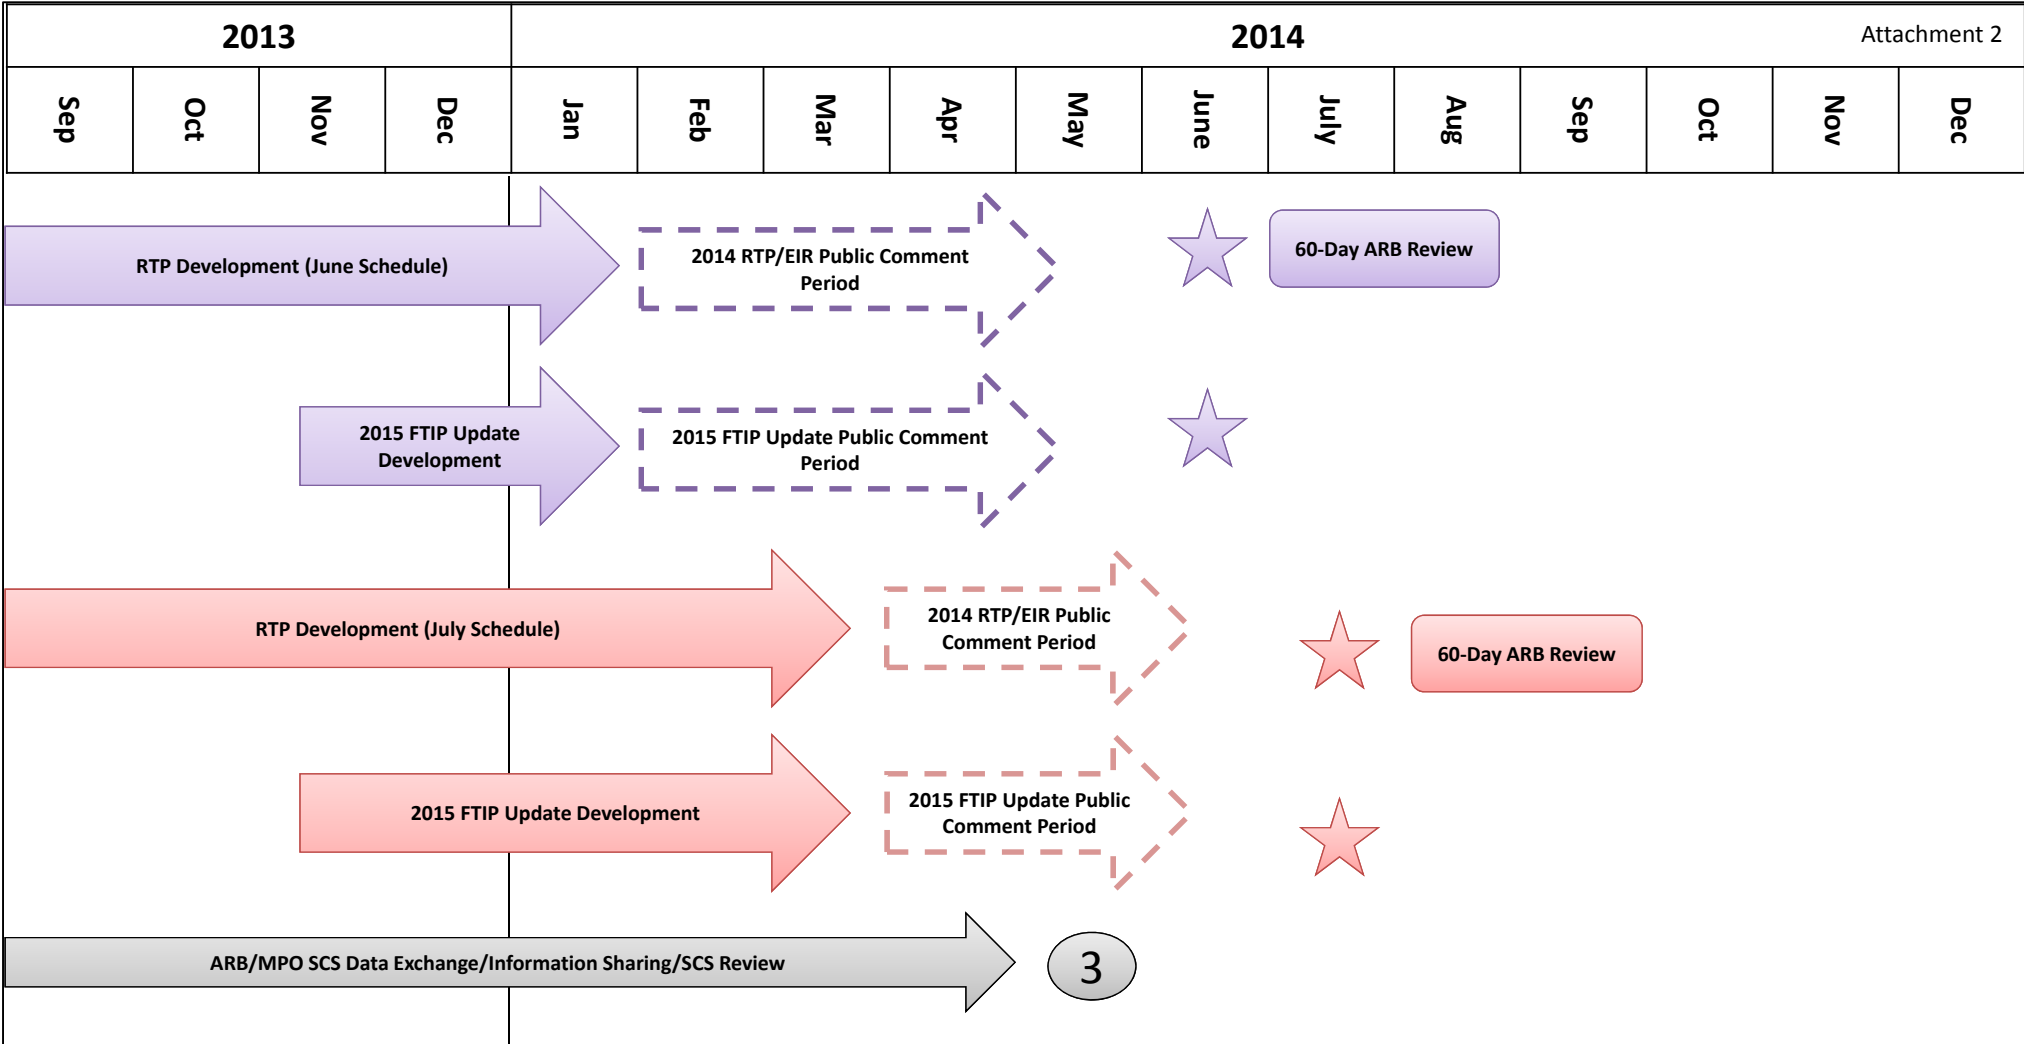 2013
2014
Attachment 2
Sep
Oct
Nov
Dec
Jan
Feb
Mar
Apr
May
June
July
Aug
Sep
Oct
Nov
Dec
RTP Development (June Schedule)
2014 RTP/EIR Public Comment
Period
60-Day ARB Review
2015 FTIP Update
Development
2015 FTIP Update Public Comment
Period
RTP Development (July Schedule)
2014 RTP/EIR Public
Comment Period
60-Day ARB Review
2015 FTIP Update Development
2015 FTIP Update Public
Comment Period
ARB/MPO SCS Data Exchange/Information Sharing/SCS Review
3